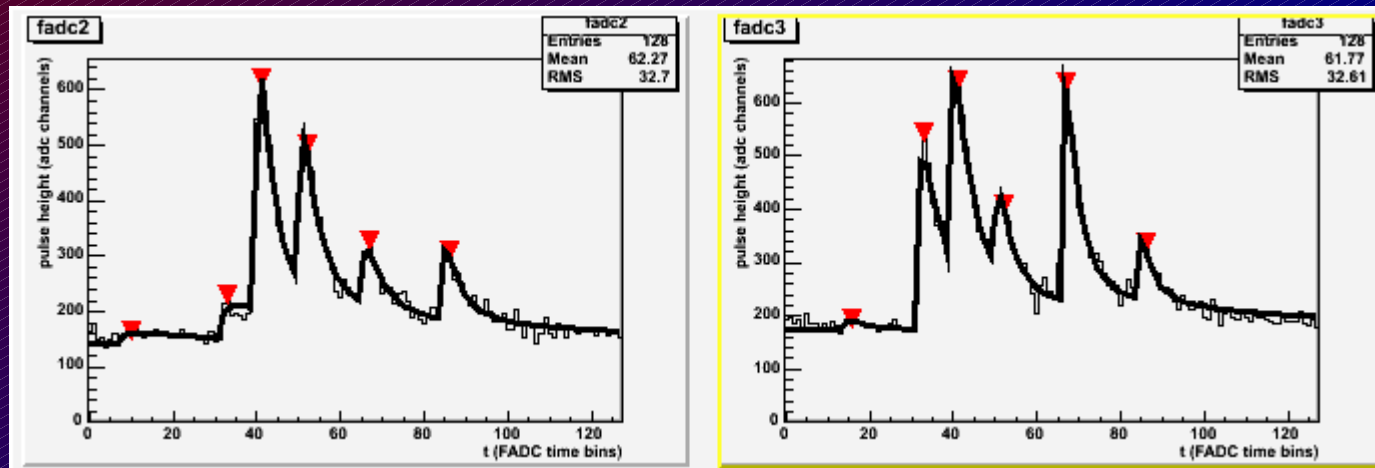 fadc2
fadc2
Entries 128
Mean 62.27
RMS 32.7
pulse height (adc channels)
600
500
400
300
200
100
0
0 20 40 60 80 100 120
t (FADC time bins)
fadc3
fadc3
Entries 128
Mean 61.77
RMS 32.61
pulse height (adc channels)
600
500
400
300
200
100
0
0 20 40 60 80 100 120
t (FADC time bins)